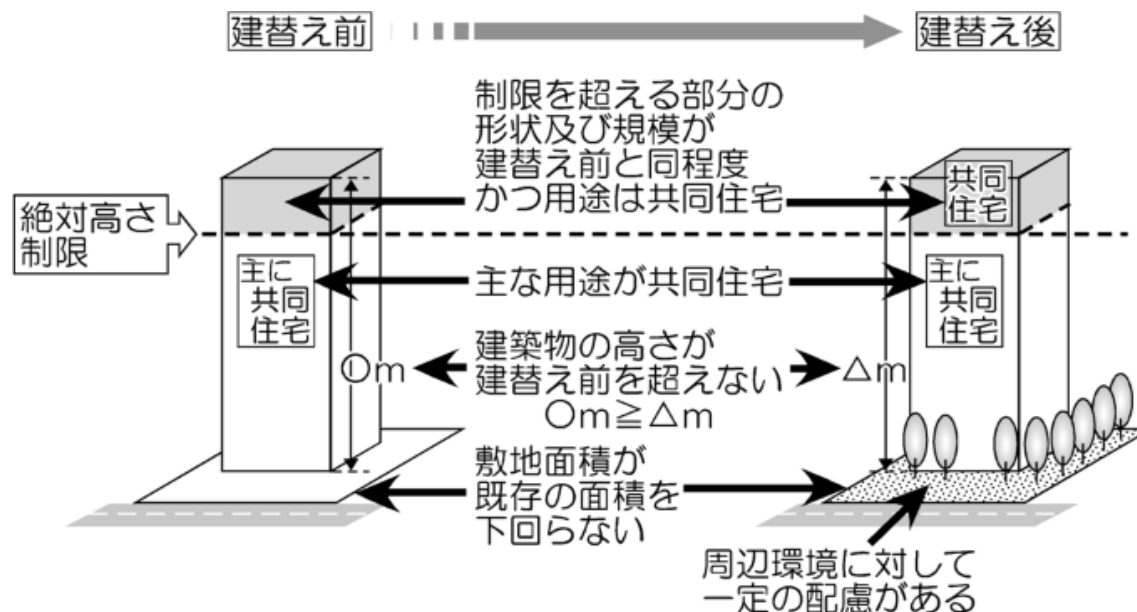 建替え前
建替え後
制限を超える部分の
形状及び規模が
建替え前と同程度
かつ用途は共同住宅
共同
住宅
絶対高さ
制限
主に
共同
住宅
主な用途が共同住宅
主に
共同
住宅
建築物の高さが
建替え前を超えない
〇m≧△m
〇m
△m
敷地面積が
既存の面積を
下回らない
周辺環境に対して
一定の配慮がある